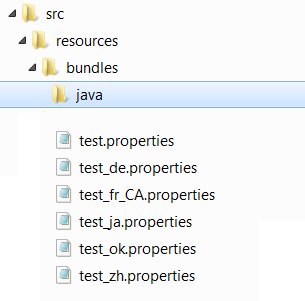 src
resources
bundles
java
test.properties
test_de.properties
test_fr_CA.properties
test_ja.properties
test_ok.properties
test_zh.properties